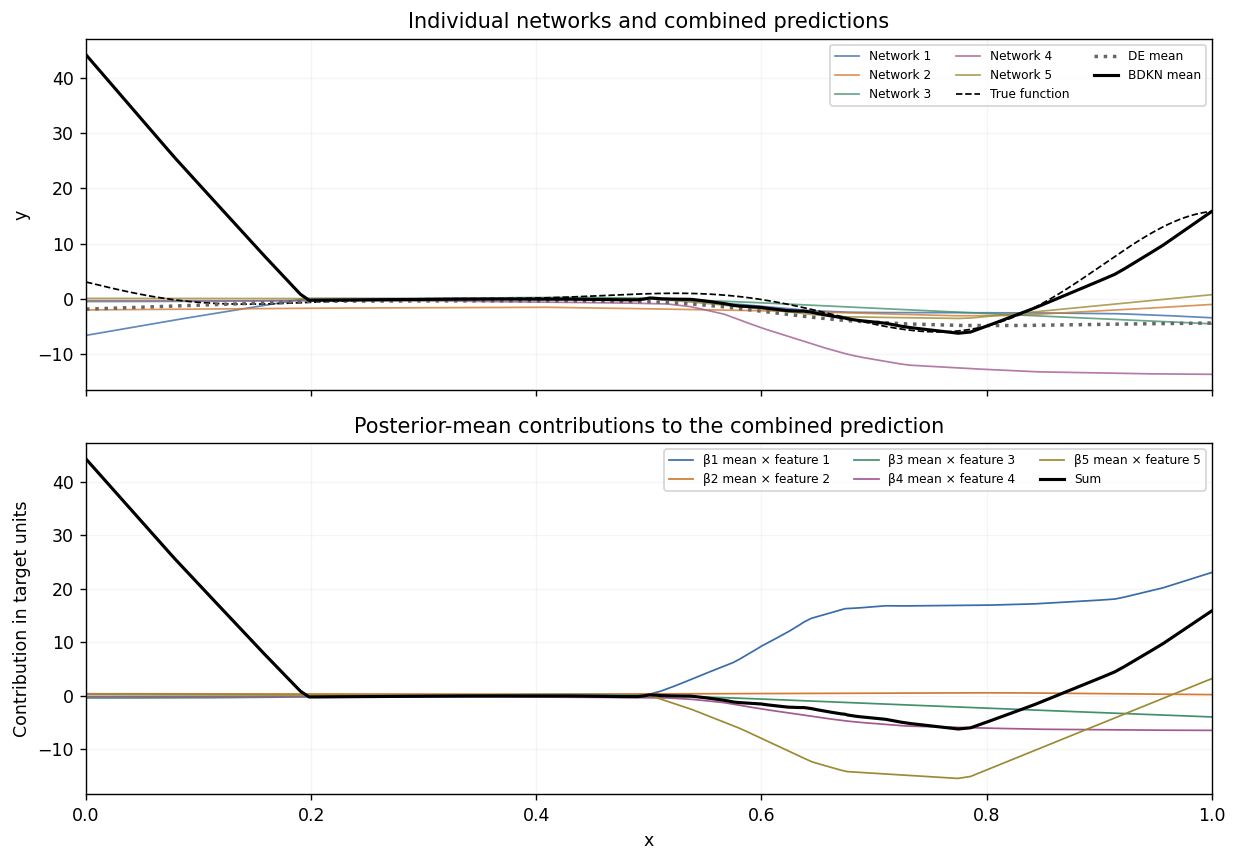 Individual networks and combined predictions
Network 1
Network 2
Network 3
Network 4
Network 5
True function
DE mean
BDKN mean
y
40
30
20
10
0
−10
Posterior-mean contributions to the combined prediction
β1 mean × feature 1
β2 mean × feature 2
β3 mean × feature 3
β4 mean × feature 4
β5 mean × feature 5
Sum
Contribution in target units
40
30
20
10
0
−10
0.0
0.2
0.4
0.6
0.8
1.0
x